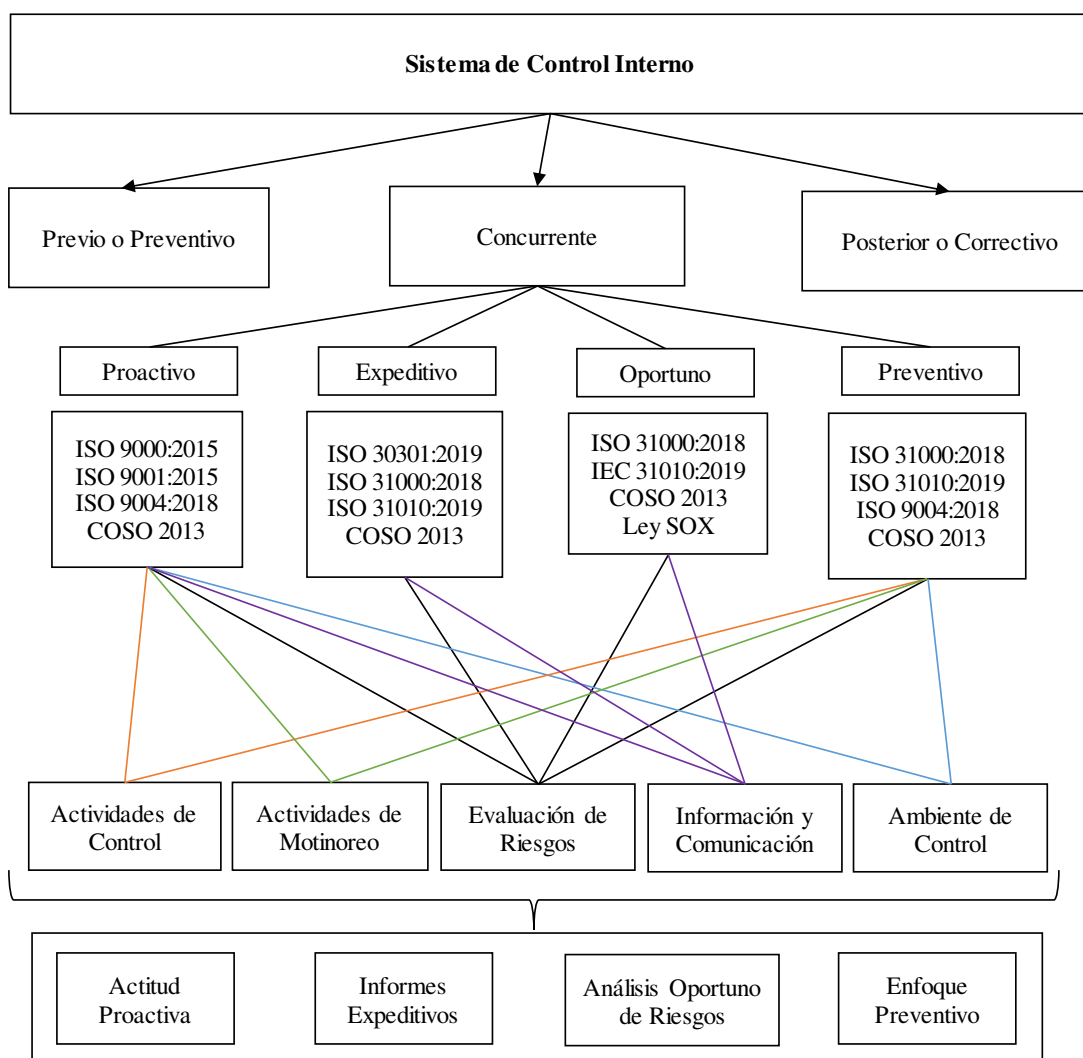 Sistema de Control Interno
Previo o Preventivo
Concurrente
Posterior o Correctivo
Proactivo
Expeditivo
Oportuno
Preventivo
ISO 9000:2015
ISO 9001:2015
ISO 9004:2018
COSO 2013
ISO 30301:2019
ISO 31000:2018
ISO 31010:2019
COSO 2013
ISO 31000:2018
IEC 31010:2019
COSO 2013
Ley SOX
ISO 31000:2018
ISO 31010:2019
ISO 9004:2018
COSO 2013
Actividades de
Control
Actividades de
Motinoreo
Evaluación de
Riesgos
Información y
Comunicación
Ambiente de
Control
Actitud
Proactiva
Informes
Expeditivos
Análisis Oportuno
de Riesgos
Enfoque
Preventivo